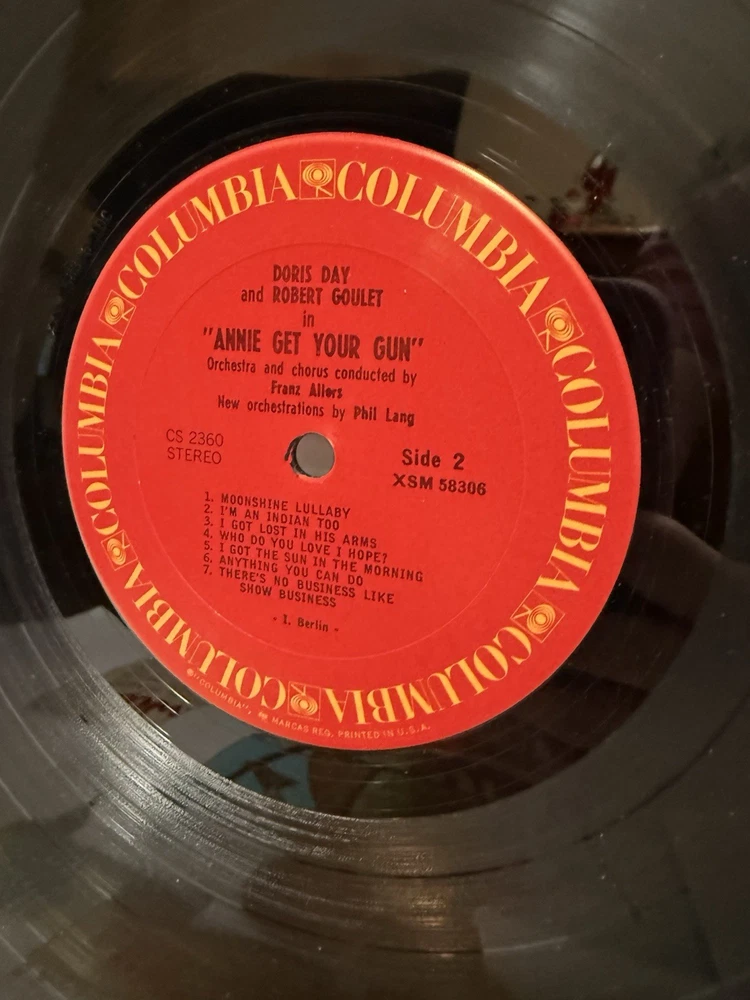 COLUMBIA COLUMBIA COLUMBIA COLUMBIA COLUMBIA COLUMBIA COLUMBIA
DORIS DAY
and ROBERT GOULET
in
"ANNIE GET YOUR GUN"
Orchestra and chorus conducted by
Franz Allers
New orchestrations by Phil Lang
CS 2360
STEREO
Side 2
XSM 58306
1. MOONSHINE LULLABY
2. I'M AN INDIAN TOO
3. I GOT LOST IN HIS ARMS
4. WHO DO YOU LOVE I HOPE?
5. I GOT THE SUN IN THE MORNING
6. ANYTHING YOU CAN DO
7. THERE'S NO BUSINESS LIKE
SHOW BUSINESS
- I. Berlin -
® "COLUMBIA", MARCAS REG. PRINTED IN U.S.A.